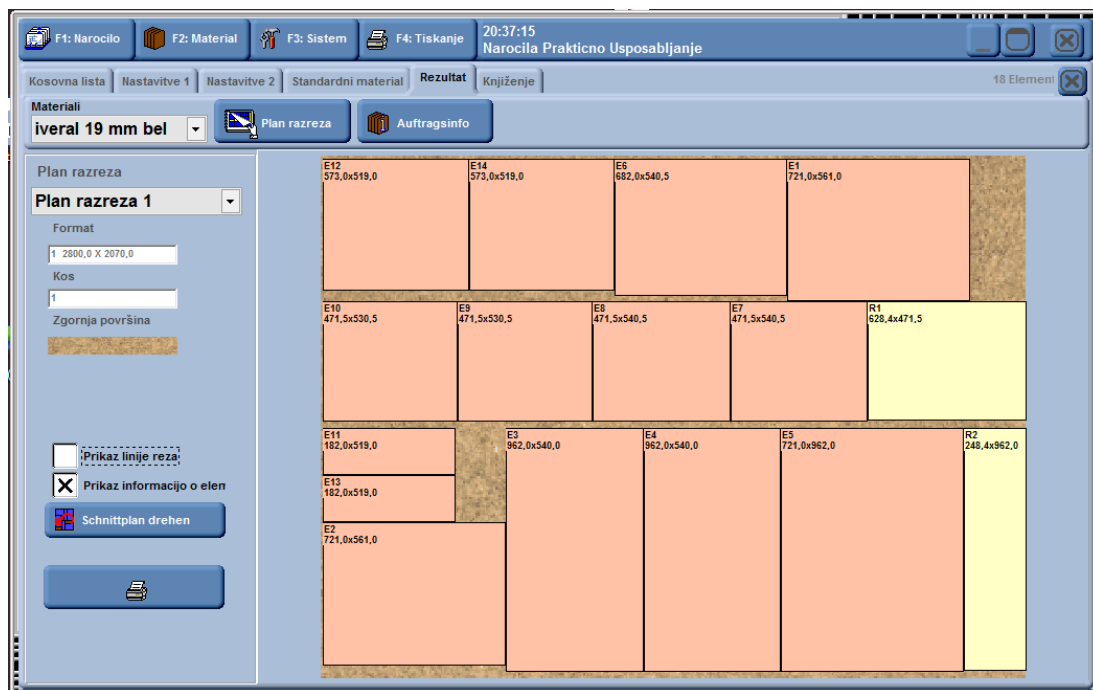 F1: Narocilo
F2: Material
F3: Sistem
F4: Tiskanje
20:37:15
Narocila Prakticno Usposabljanje
Kosovna lista
Nastavitve 1
Nastavitve 2
Standardni material
Rezultat
Knjiženje
18 Element
Materiali
iveral 19 mm bel
Plan razreza
Auftragsinfo
Plan razreza
Plan razreza 1
Format
1 2800,0 X 2070,0
Kos
1
Zgornja površina
Prikaz linije reza
Prikaz informacijo o elem
Schnittplan drehen
E12
573,0x519,0
E14
573,0x519,0
E6
682,0x540,5
E1
721,0x561,0
E10
471,5x530,5
E9
471,5x530,5
E8
471,5x540,5
E7
471,5x540,5
R1
628,4x471,5
E11
182,0x519,0
E13
182,0x519,0
E2
721,0x561,0
E3
962,0x540,0
E4
962,0x540,0
E5
721,0x962,0
R2
248,4x962,0